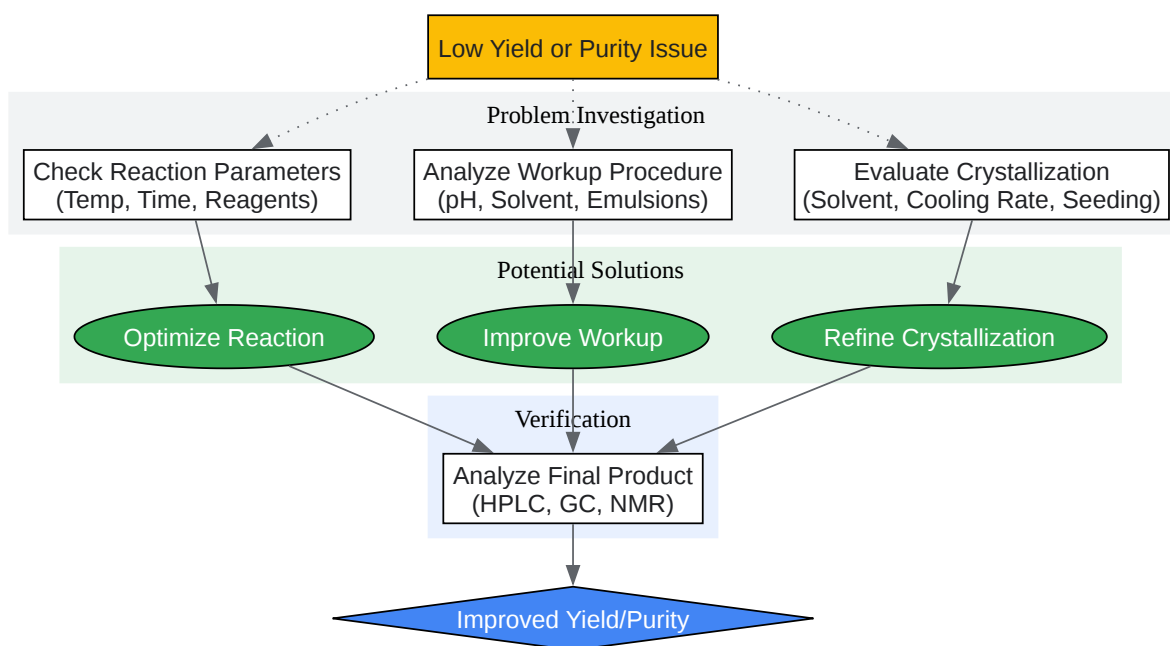 Low Yield or Purity Issue
Problem Investigation
Check Reaction Parameters
(Temp, Time, Reagents)
Analyze Workup Procedure
(pH, Solvent, Emulsions)
Evaluate Crystallization
(Solvent, Cooling Rate, Seeding)
Potential Solutions
Optimize Reaction
Improve Workup
Refine Crystallization
Verification
Analyze Final Product
(HPLC, GC, NMR)
Improved Yield/Purity